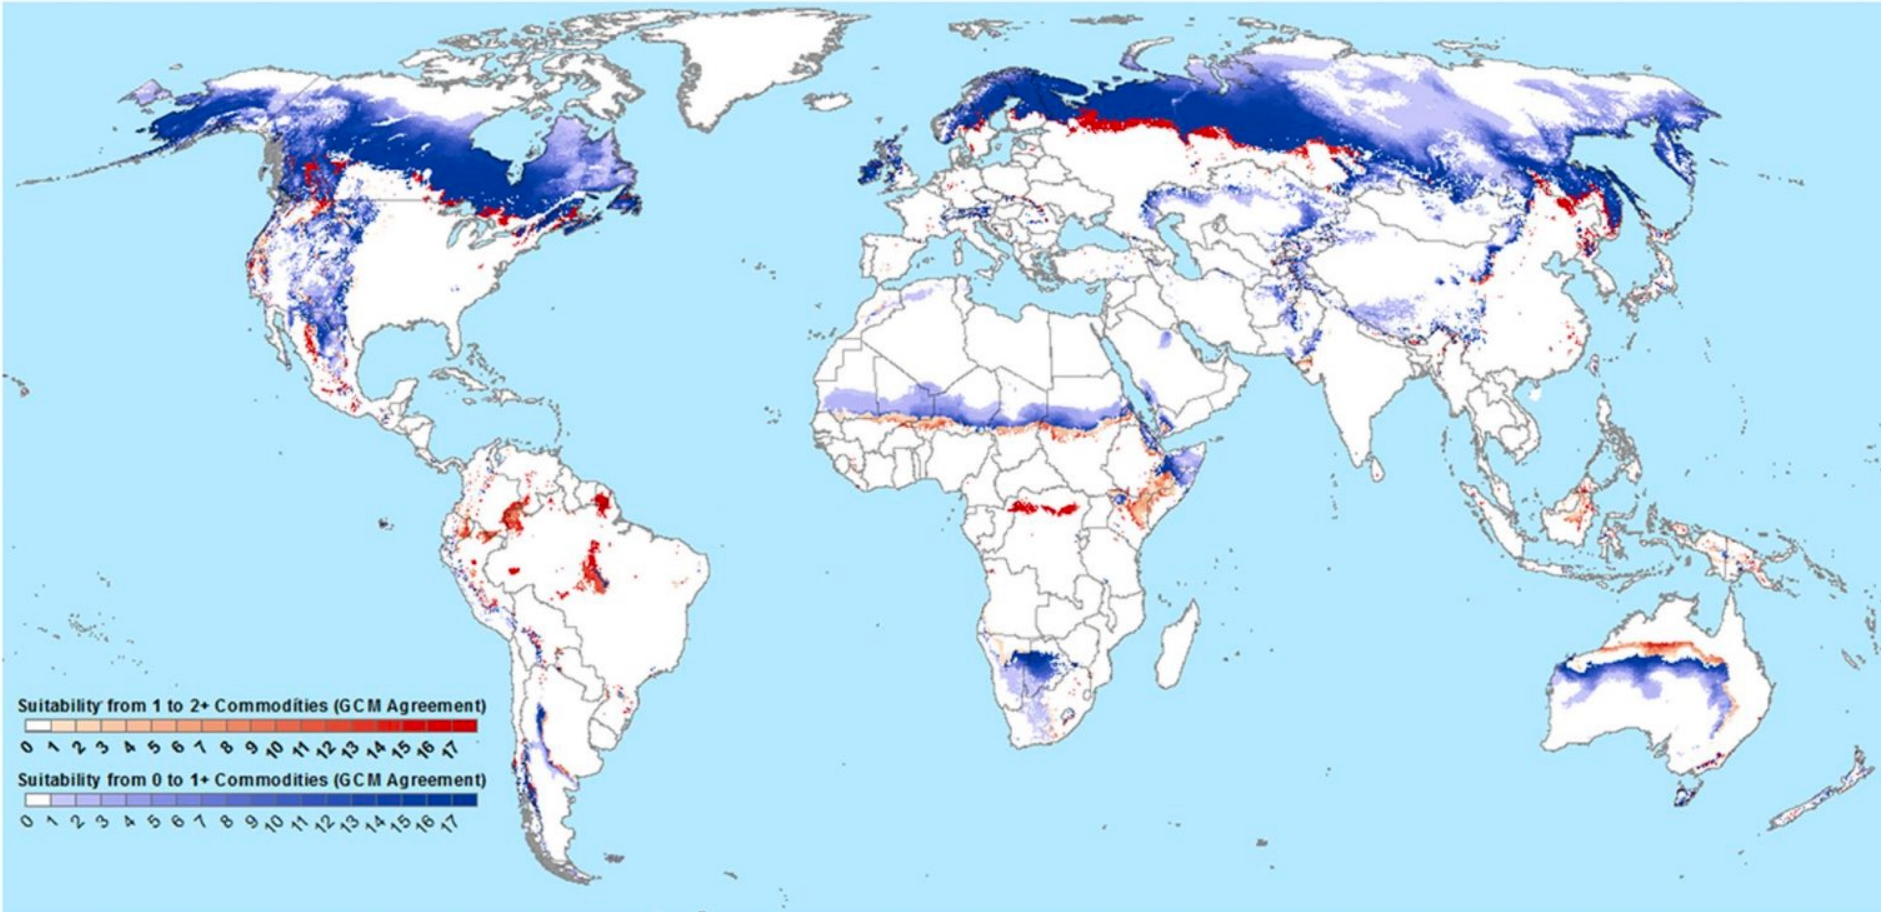 Suitability from 1 to 2+ Commodities (GCM Agreement)
0 1 2 3 4 5 6 7 8 9 10 11 12 13 14 15 16 17
Suitability from 0 to 1+ Commodities (GCM Agreement)
0 1 2 3 4 5 6 7 8 9 10 11 12 13 14 15 16 17